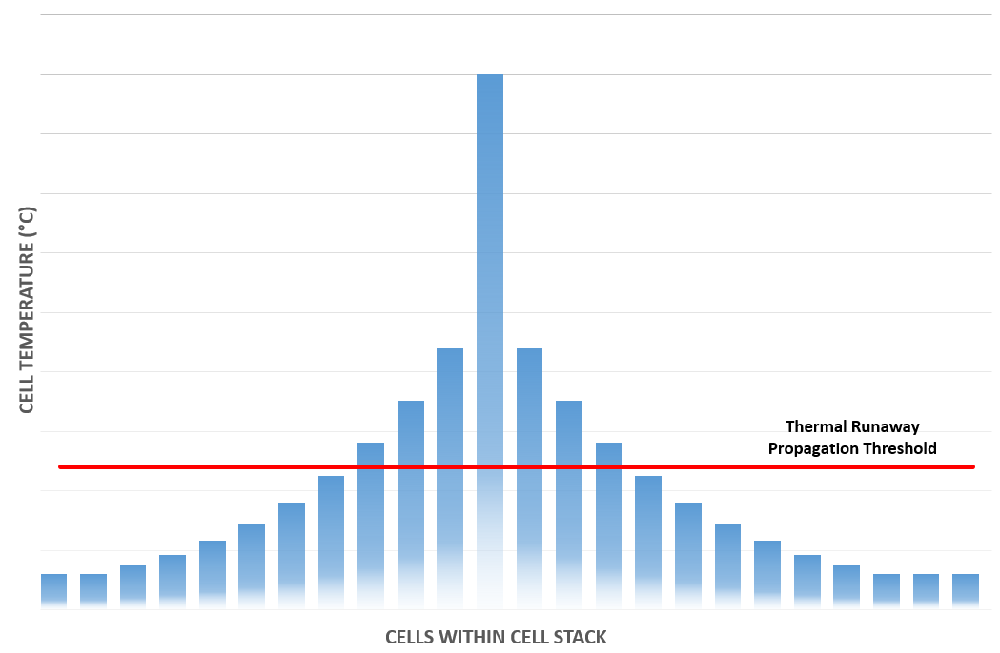 CELL TEMPERATURE (°C)
Thermal Runaway
Propagation Threshold
CELLS WITHIN CELL STACK